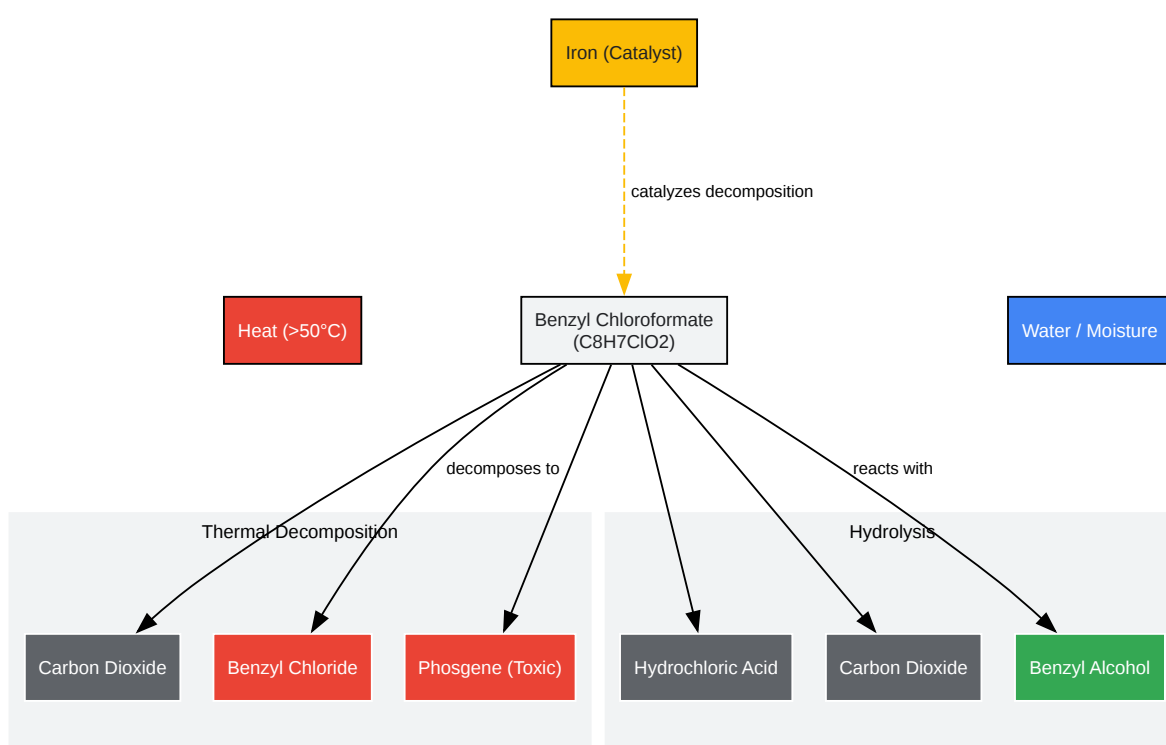 Iron (Catalyst)
catalyzes decomposition
Heat (>50°C)
Benzyl Chloroformate
(C8H7ClO2)
Water / Moisture
decomposes to
reacts with
Thermal Decomposition
Hydrolysis
Carbon Dioxide
Benzyl Chloride
Phosgene (Toxic)
Hydrochloric Acid
Carbon Dioxide
Benzyl Alcohol